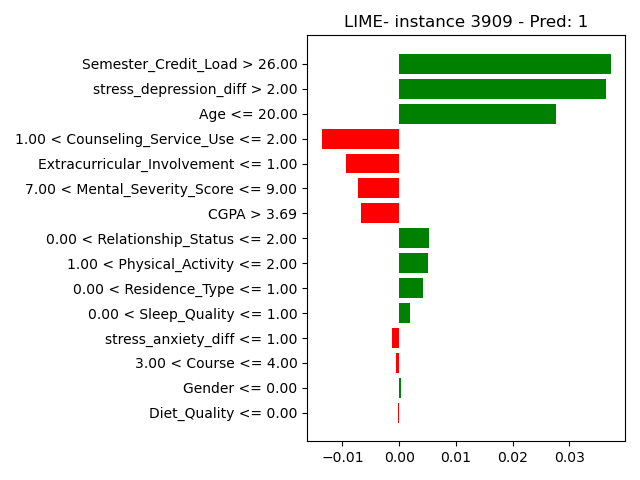 LIME- instance 3909 - Pred: 1
Semester_Credit_Load > 26.00
stress_depression_diff > 2.00
Age <= 20.00
1.00 < Counseling_Service_Use <= 2.00
Extracurricular_Involvement <= 1.00
7.00 < Mental_Severity_Score <= 9.00
CGPA > 3.69
0.00 < Relationship_Status <= 2.00
1.00 < Physical_Activity <= 2.00
0.00 < Residence_Type <= 1.00
0.00 < Sleep_Quality <= 1.00
stress_anxiety_diff <= 1.00
3.00 < Course <= 4.00
Gender <= 0.00
Diet_Quality <= 0.00
−0.01 0.00 0.01 0.02 0.03